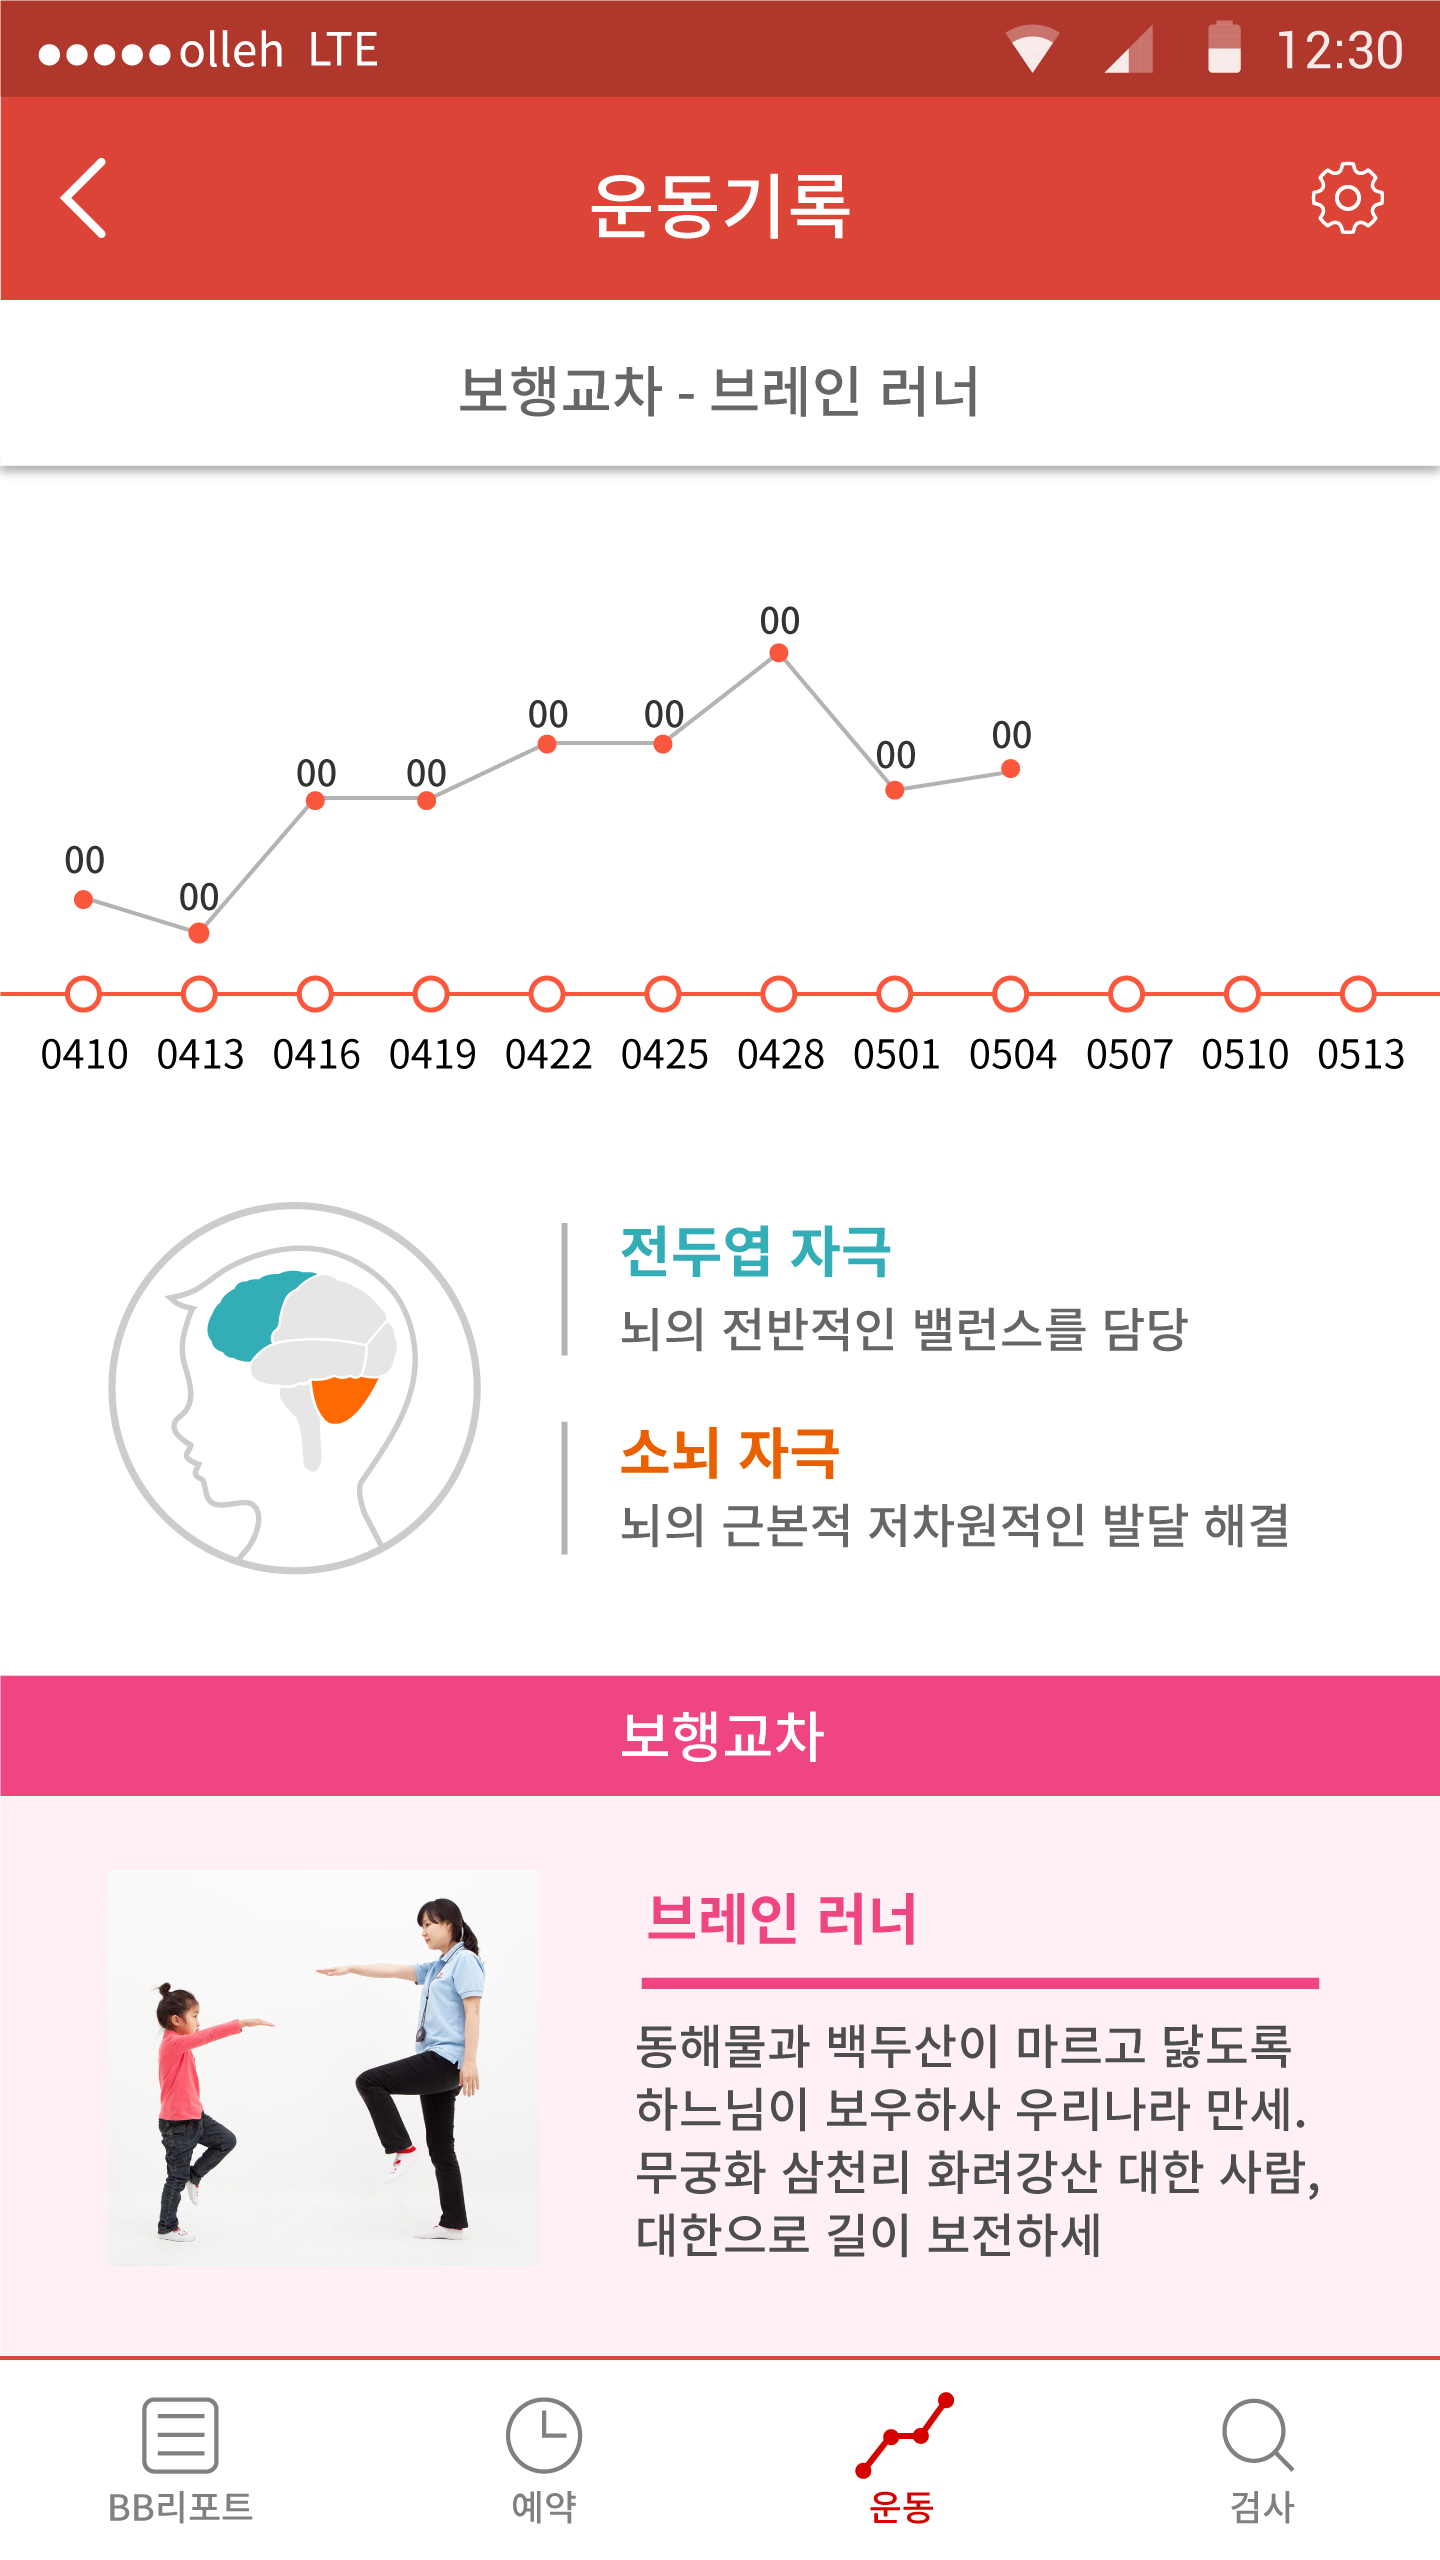 ●●●●●olleh LTE 12:30
운동기록
보행교차 - 브레인 러너
00
00 00
00
00 00
00 00
00
0410 0413 0416 0419 0422 0425 0428 0501 0504 0507 0510 0513
전두엽 자극
뇌의 전반적인 밸런스를 담당
소뇌 자극
뇌의 근본적 저차원적인 발달 해결
보행교차
브레인 러너
동해물과 백두산이 마르고 닳도록
하느님이 보우하사 우리나라 만세.
무궁화 삼천리 화려강산 대한 사람,
대한으로 길이 보전하세
BB리포트 예약 운동 검사